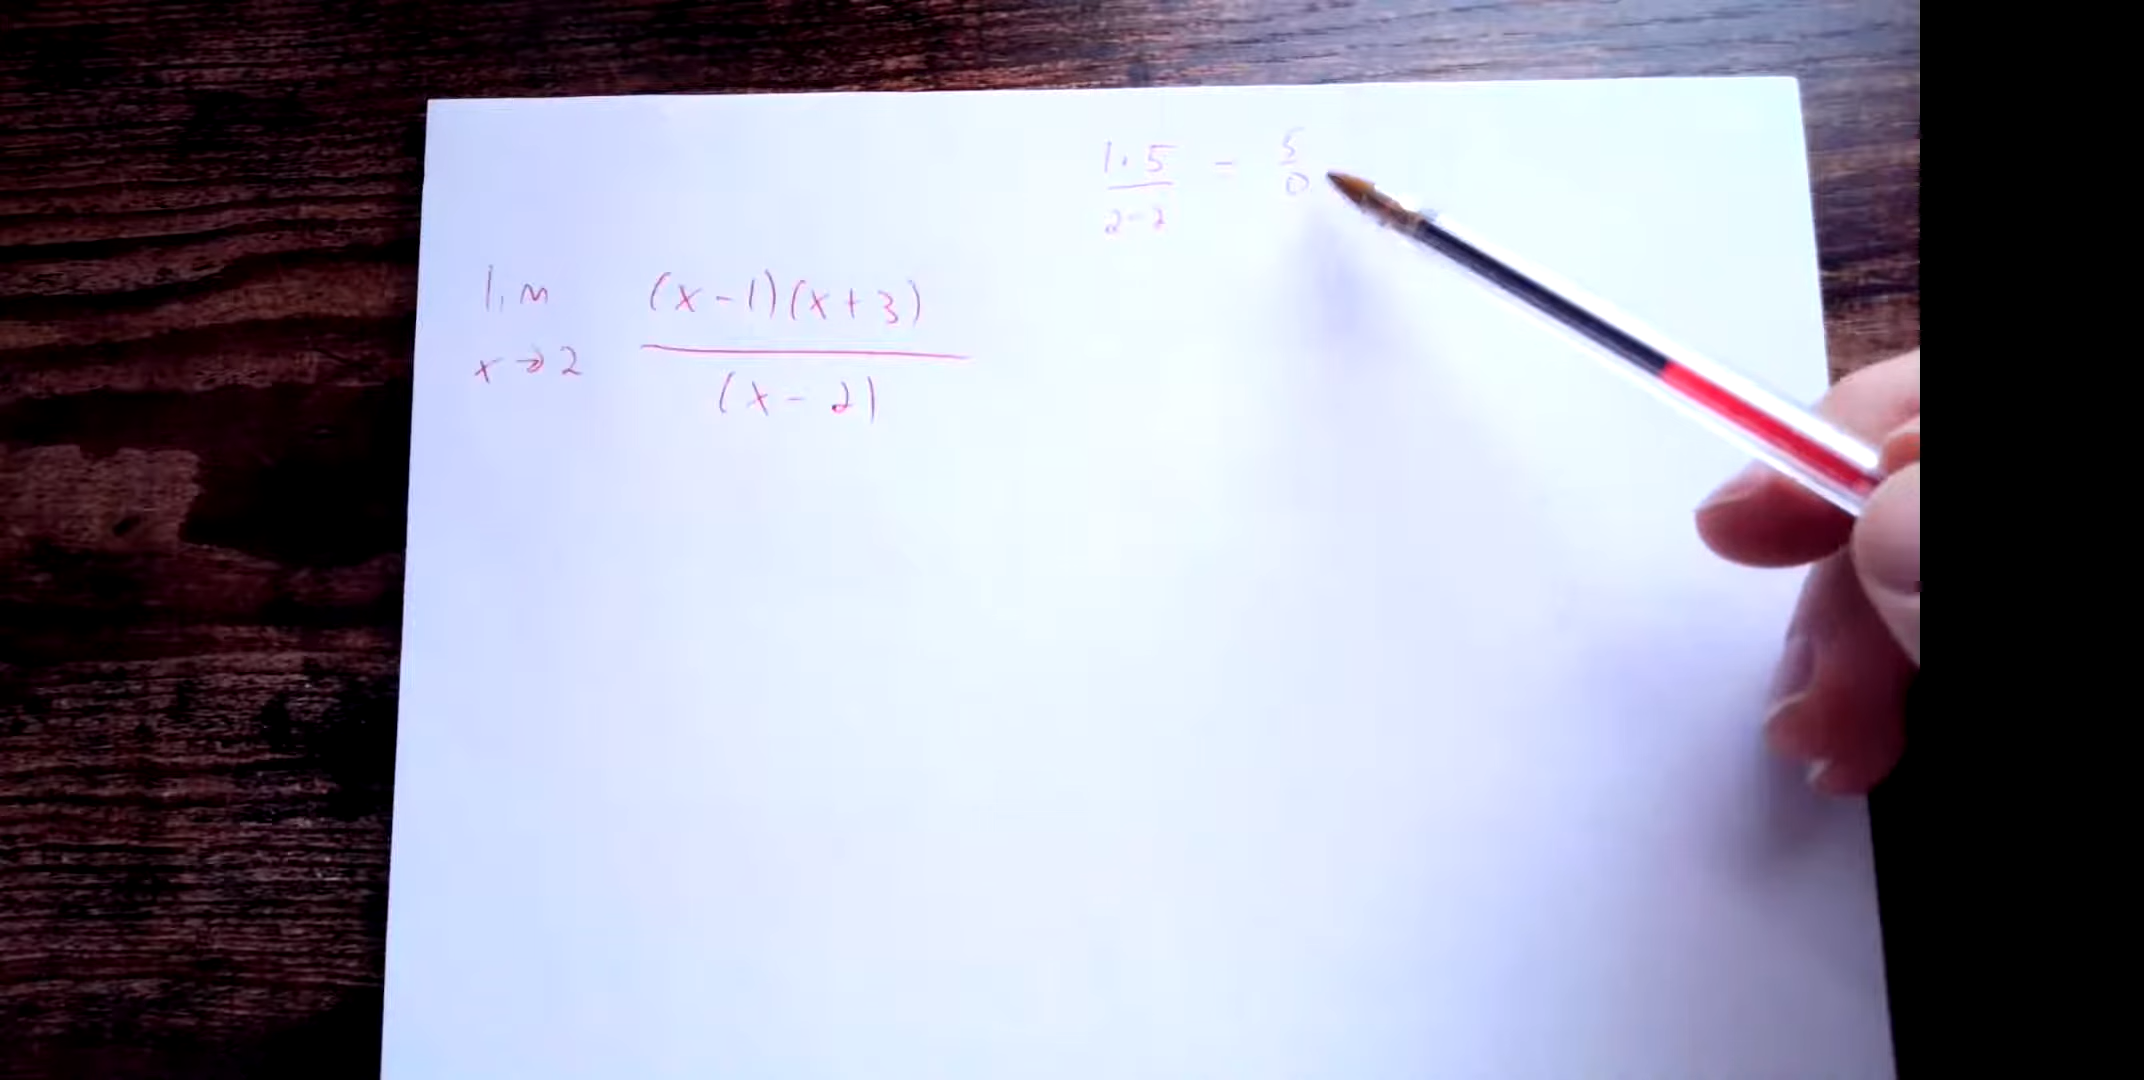 1.5 = 5
2-2 0
lim (x-1)(x+3)
x→2 (x-2)